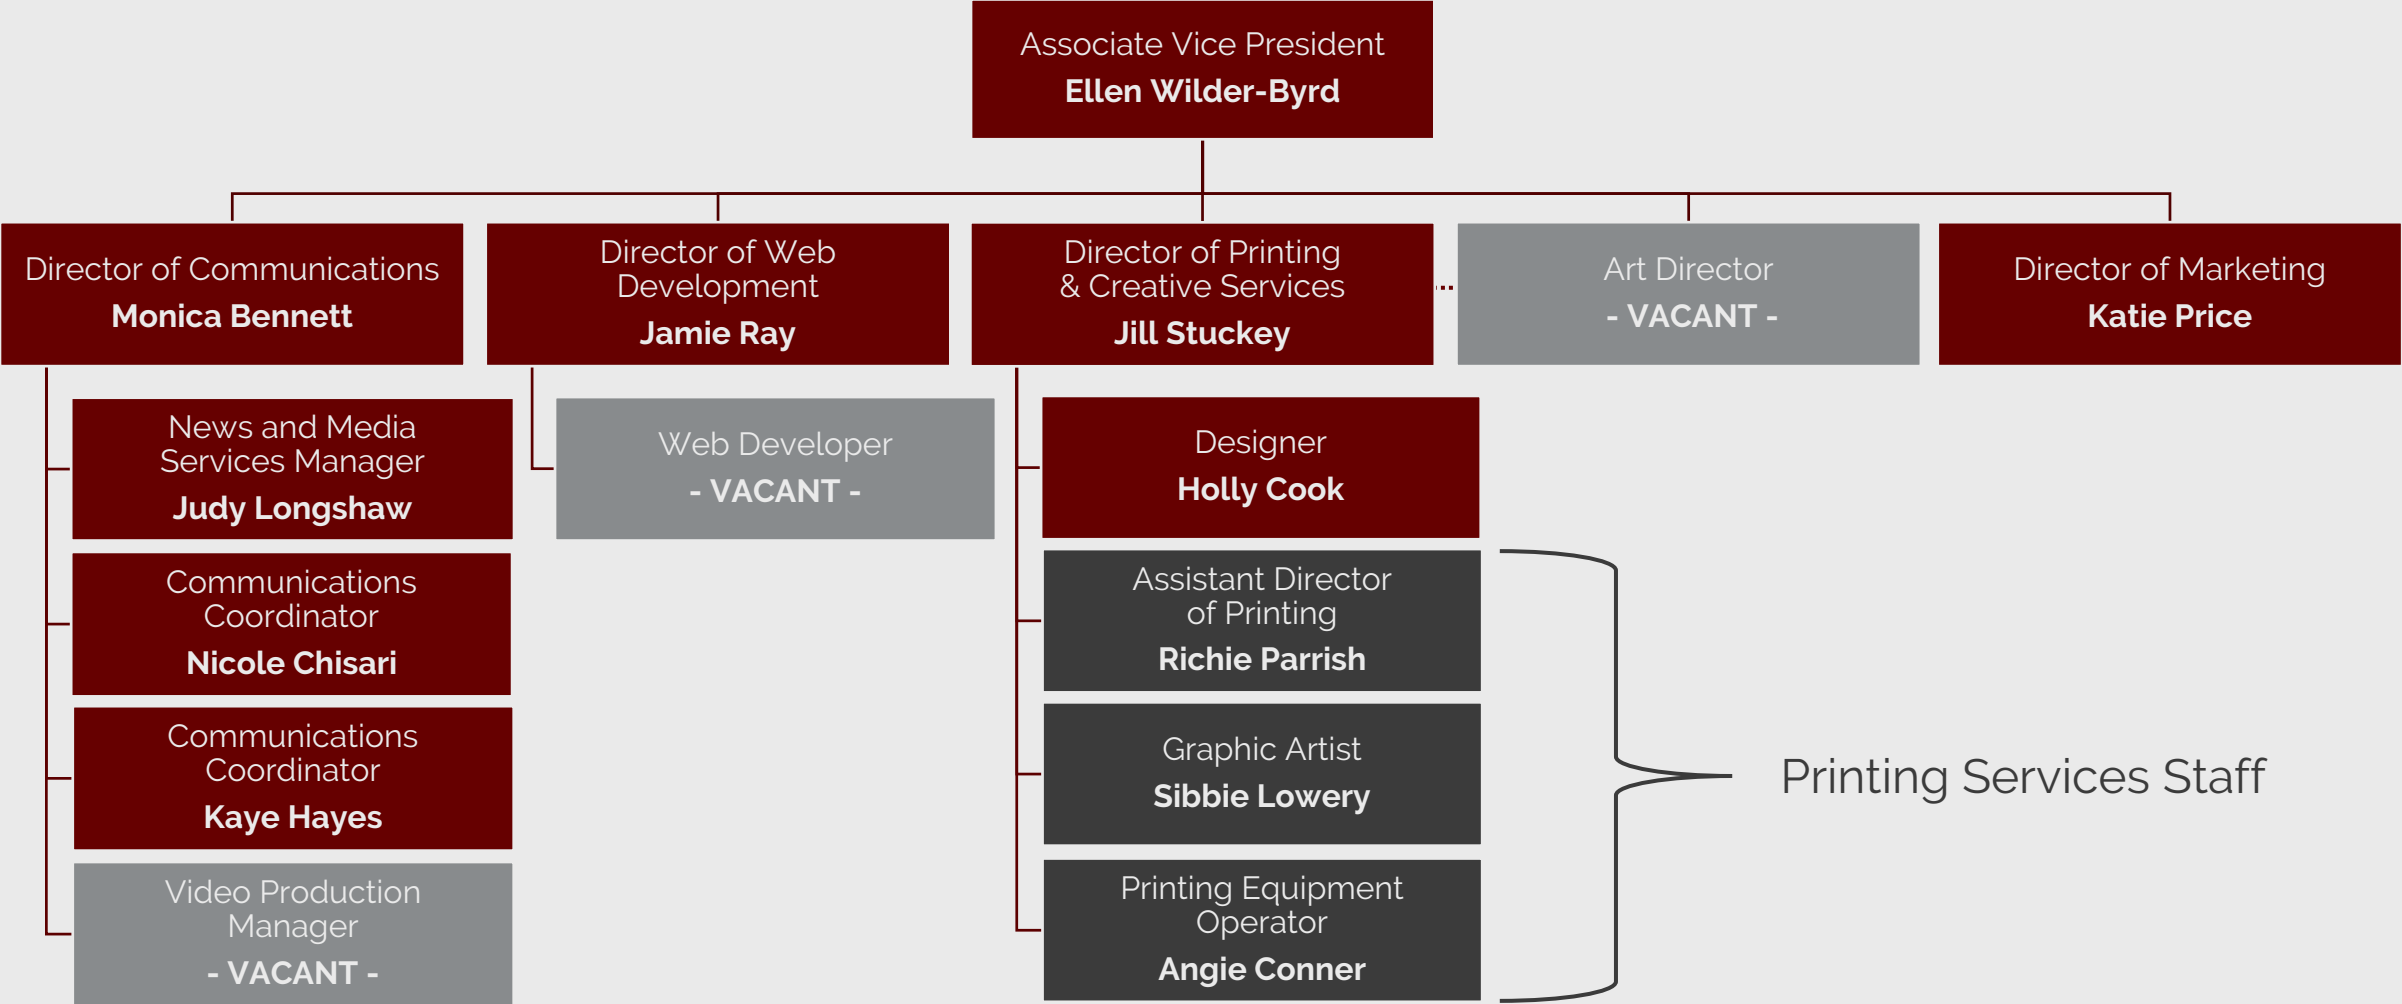 Associate Vice President
Ellen Wilder-Byrd
Director of Communications
Monica Bennett
Director of Web
Development
Jamie Ray
Director of Printing
& Creative Services
Jill Stuckey
Art Director
- VACANT -
Director of Marketing
Katie Price
News and Media
Services Manager
Judy Longshaw
Communications
Coordinator
Nicole Chisari
Communications
Coordinator
Kaye Hayes
Video Production
Manager
- VACANT -
Web Developer
- VACANT -
Designer
Holly Cook
Assistant Director
of Printing
Richie Parrish
Graphic Artist
Sibbie Lowery
Printing Equipment
Operator
Angie Conner
Printing Services Staff